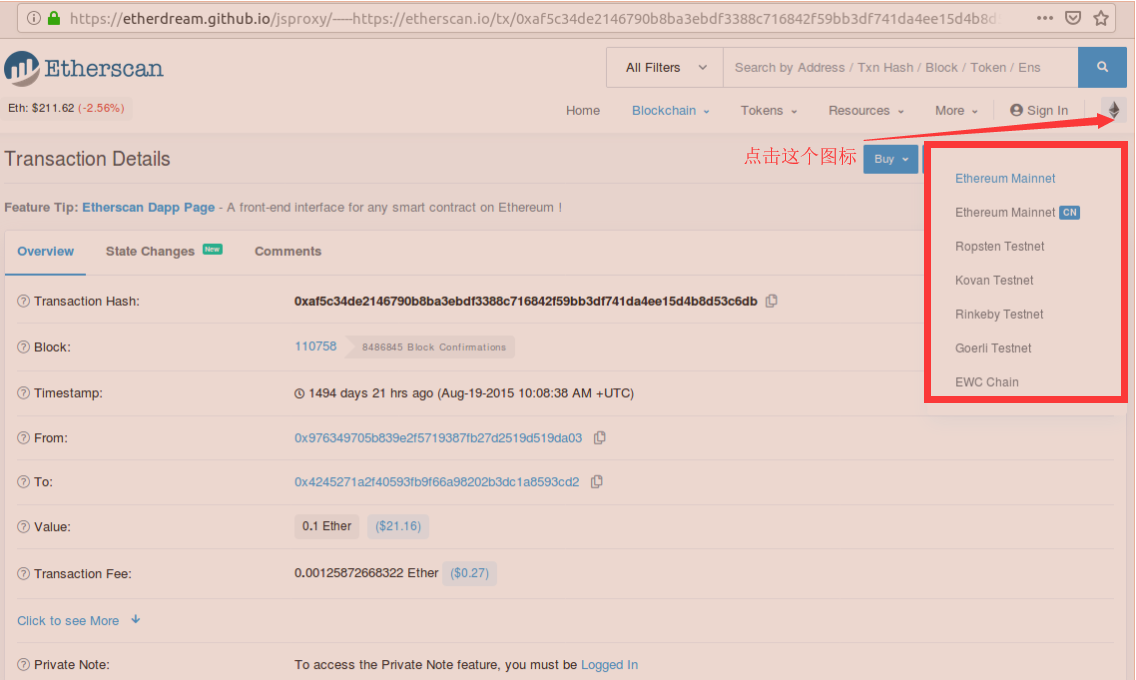 https://etherdream.github.io/jsproxy/-----https://etherscan.io/tx/0xaf5c34de2146790b8ba3ebdf3388c716842f59bb3df741da4ee15d4b8d
Etherscan
All Filters
Search by Address / Txn Hash / Block / Token / Ens
Eth: $211.62 (-2.56%)
Home Blockchain Tokens Resources More Sign In
Transaction Details
点击这个图标
Buy
Ethereum Mainnet
Ethereum Mainnet CN
Ropsten Testnet
Kovan Testnet
Rinkeby Testnet
Goerli Testnet
EWC Chain
Feature Tip: Etherscan Dapp Page - A front-end interface for any smart contract on Ethereum !
Overview State Changes New Comments
Transaction Hash: 0xaf5c34de2146790b8ba3ebdf3388c716842f59bb3df741da4ee15d4b8d53c6db
Block: 110758 8486845 Block Confirmations
Timestamp: 1494 days 21 hrs ago (Aug-19-2015 10:08:38 AM +UTC)
From: 0x976349705b839e2f5719387fb27d2519d519da03
To: 0x4245271a2f40593fb9f66a98202b3dc1a8593cd2
Value: 0.1 Ether ($21.16)
Transaction Fee: 0.00125872668322 Ether ($0.27)
Click to see More
Private Note: To access the Private Note feature, you must be Logged In